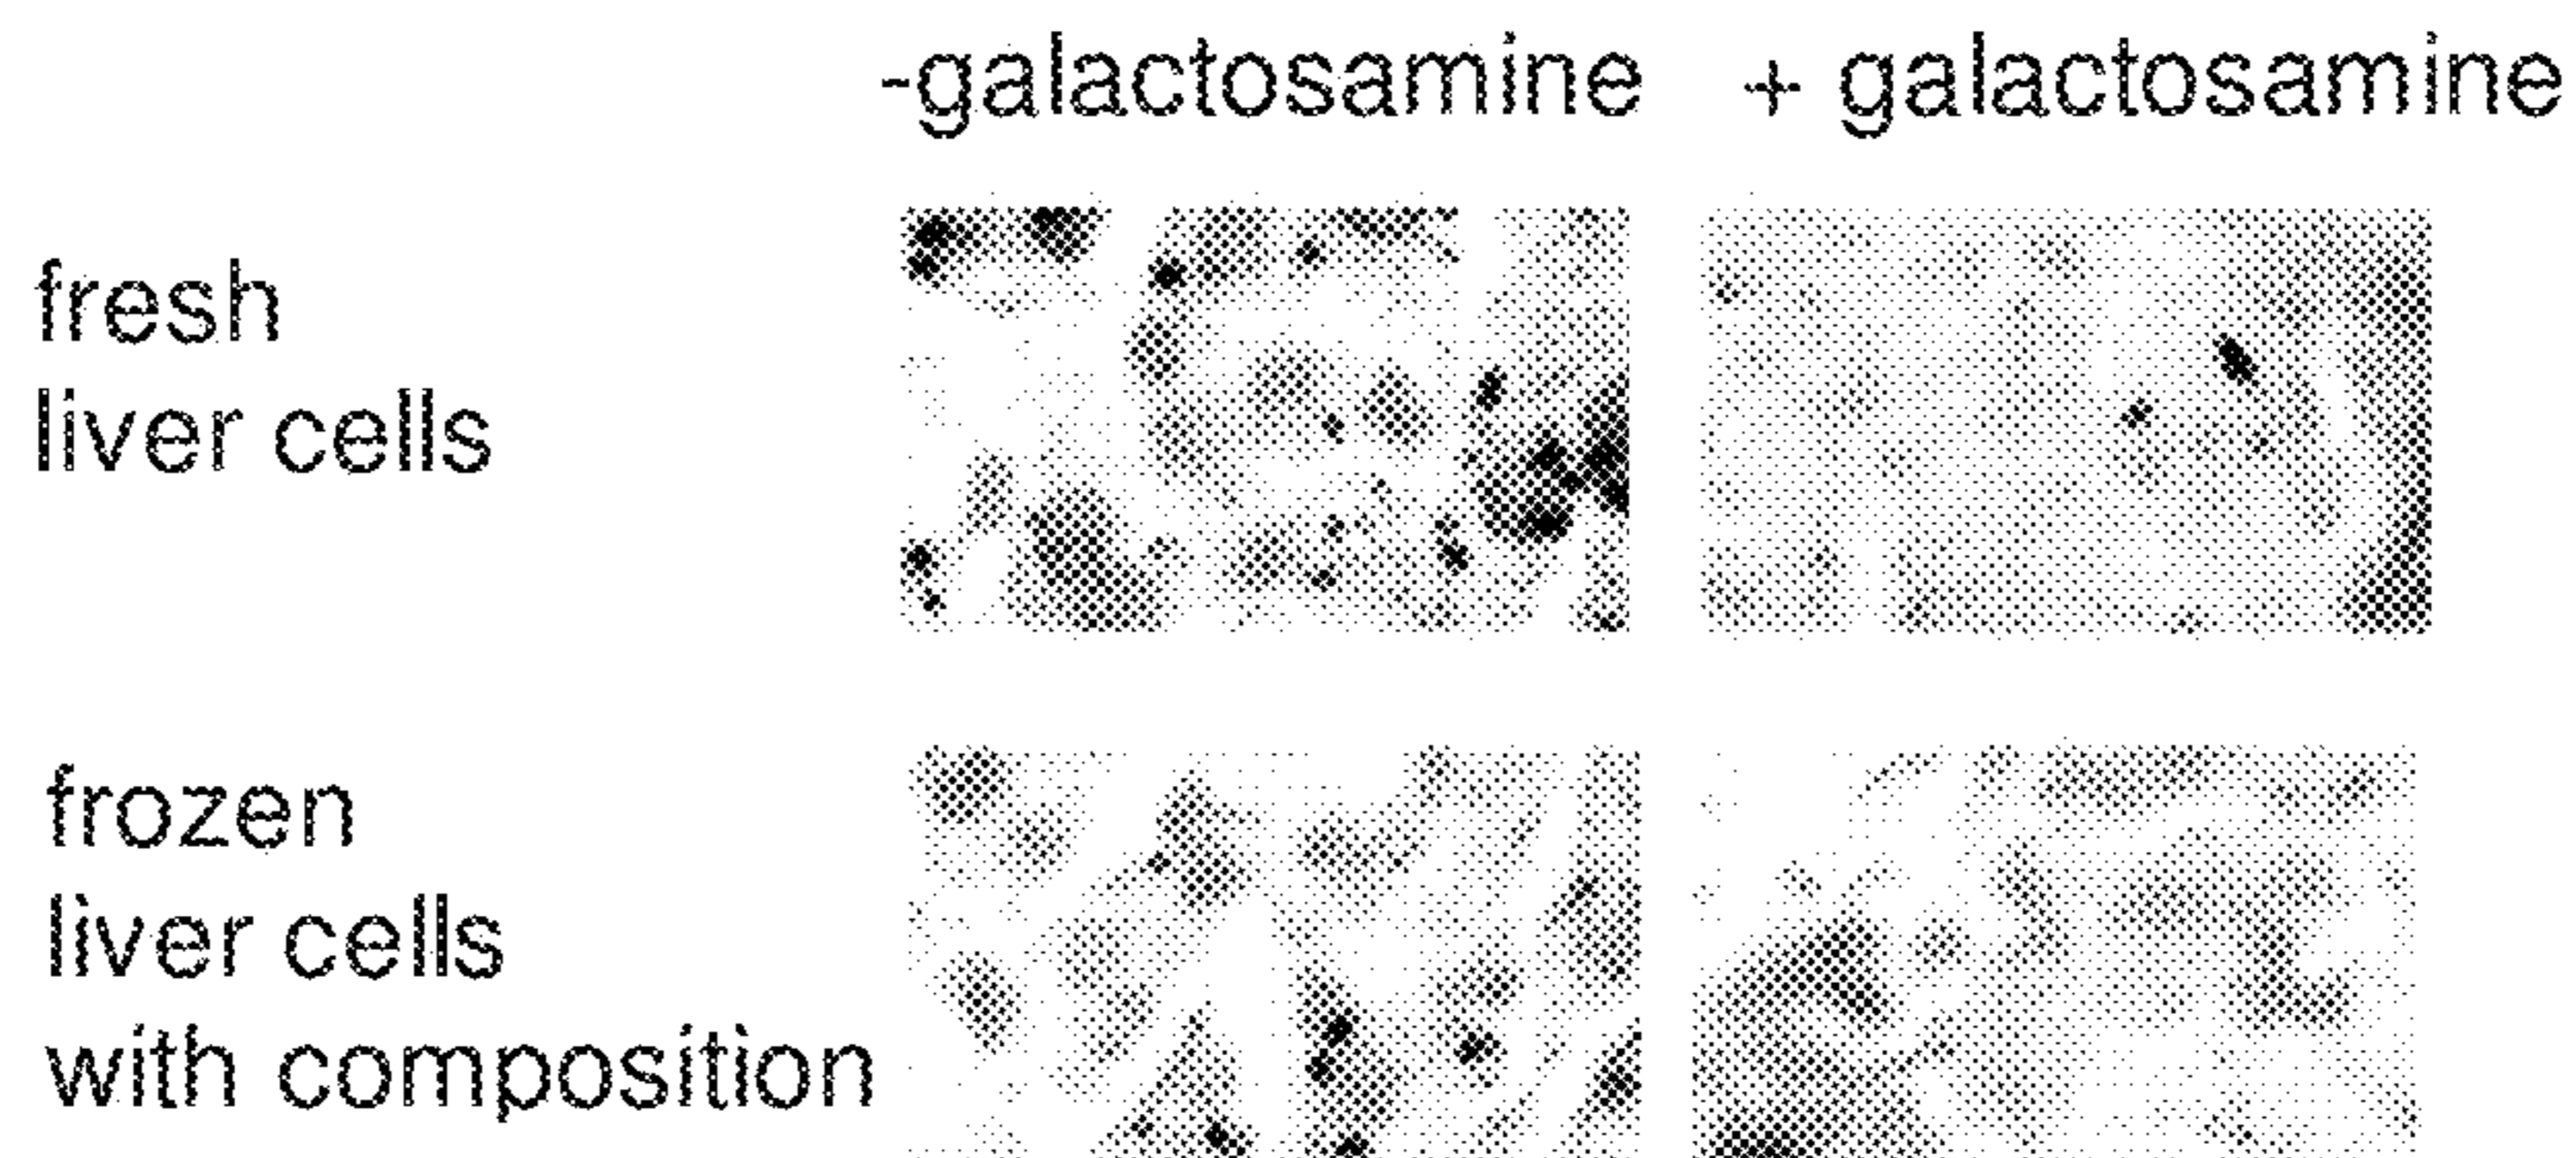 -galactosamine + galactosamine
fresh
liver cells
frozen
liver cells
with composition